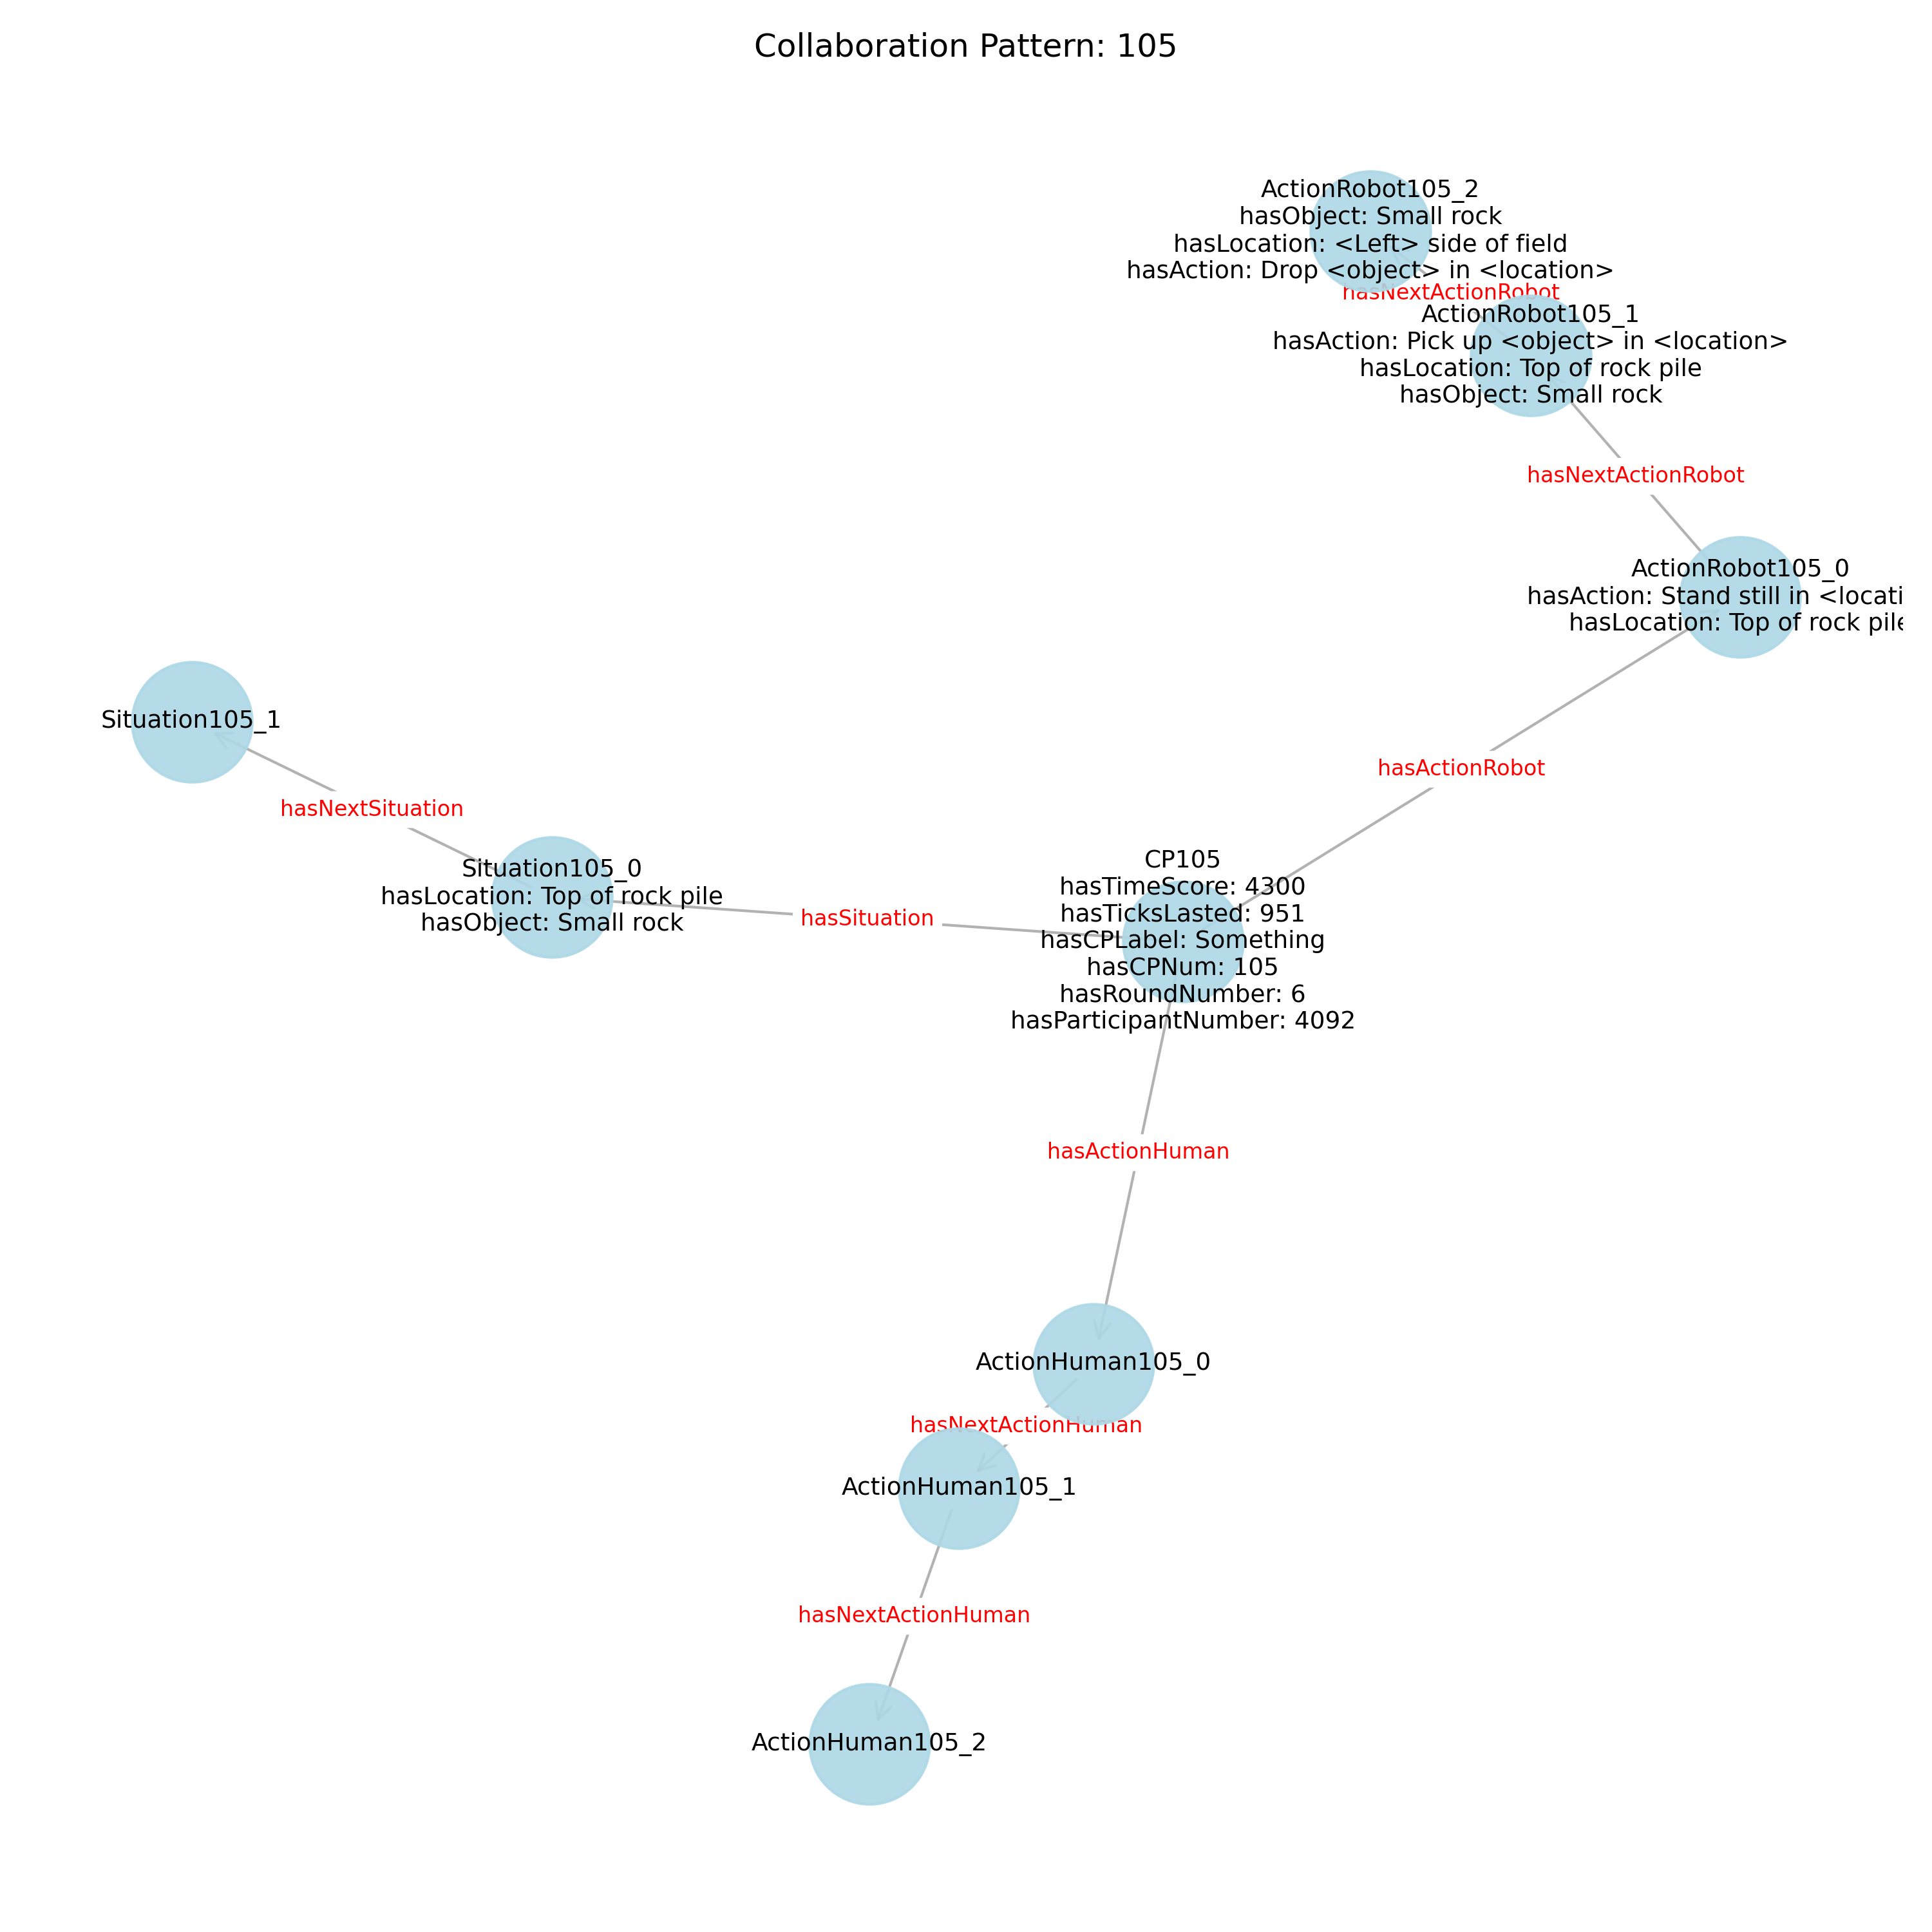 Collaboration Pattern: 105
ActionRobot105_2
hasObject: Small rock
hasLocation: <Left> side of field
hasAction: Drop <object> in <location>
hasNextActionRobot
ActionRobot105_1
hasAction: Pick up <object> in <location>
hasLocation: Top of rock pile
hasObject: Small rock
hasNextActionRobot
ActionRobot105_0
hasAction: Stand still in <locati
hasLocation: Top of rock pile
Situation105_1
hasActionRobot
hasNextSituation
Situation105_0
hasLocation: Top of rock pile
hasObject: Small rock
hasSituation
CP105
hasTimeScore: 4300
hasTicksLasted: 951
hasCPLabel: Something
hasCPNum: 105
hasRoundNumber: 6
hasParticipantNumber: 4092
hasActionHuman
ActionHuman105_0
hasNextActionHuman
ActionHuman105_1
hasNextActionHuman
ActionHuman105_2